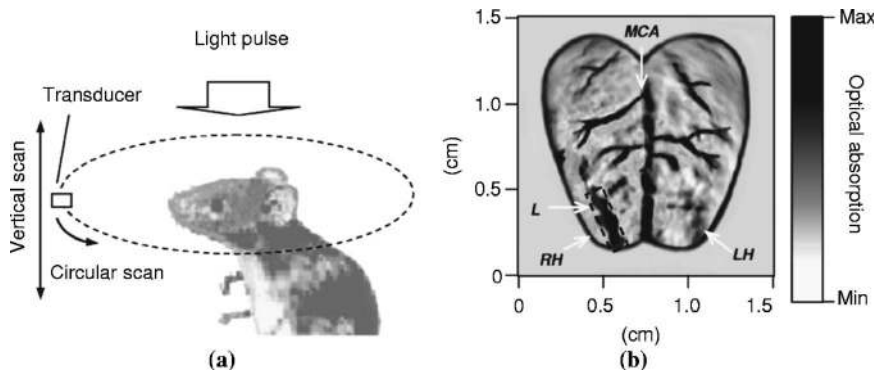 Light pulse
Transducer
Vertical scan
Circular scan
(a)
1.5
1.0
(cm)
0.5
0
MCA
L
RH
LH
0
0.5
1.0
1.5
(cm)
(b)
Max
Optical absorption
Min